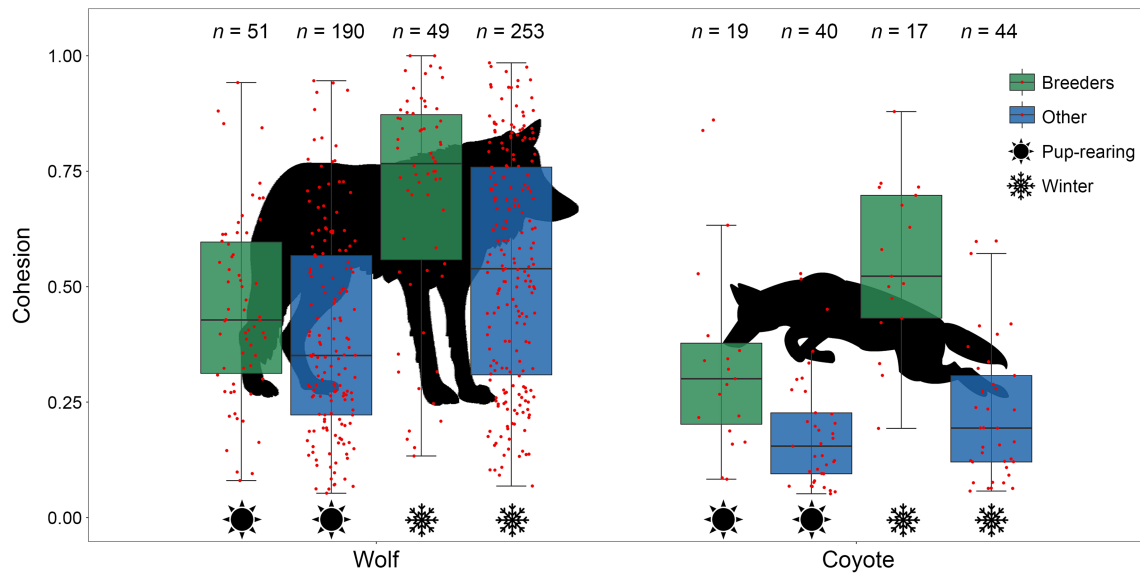 n = 51 n = 190 n = 49 n = 253 n = 19 n = 40 n = 17 n = 44
1.00
0.75
0.50
0.25
0.00
Cohesion
Breeders
Other
Pup-rearing
Winter
Wolf Coyote